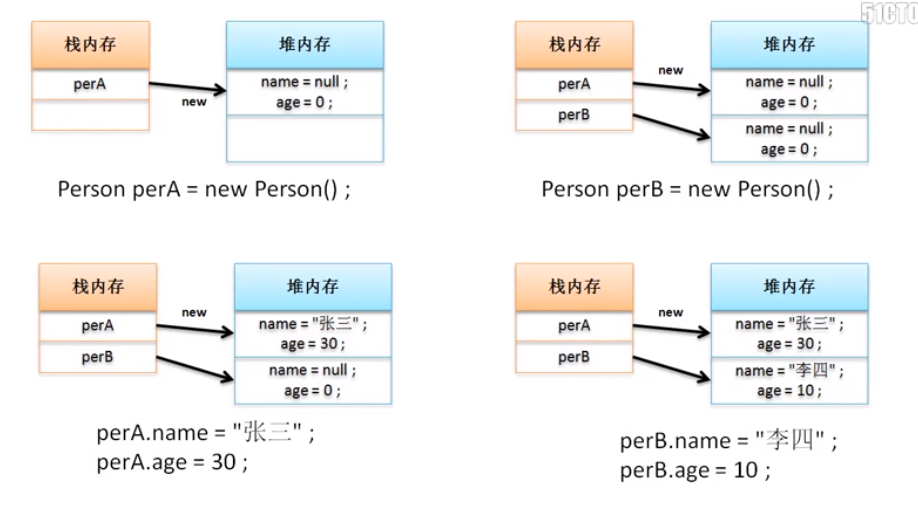 51CTO
栈内存
堆内存
perA
name = null ;
age = 0 ;
new
Person perA = new Person() ;
栈内存
堆内存
perA
new
name = null ;
age = 0 ;
perB
name = null ;
age = 0 ;
Person perB = new Person() ;
栈内存
堆内存
perA
new
name = "张三" ;
age = 30 ;
perB
name = null ;
age = 0 ;
perA.name = "张三" ;
perA.age = 30 ;
栈内存
堆内存
perA
new
name = "张三" ;
age = 30 ;
perB
name = "李四" ;
age = 10 ;
perB.name = "李四" ;
perB.age = 10 ;